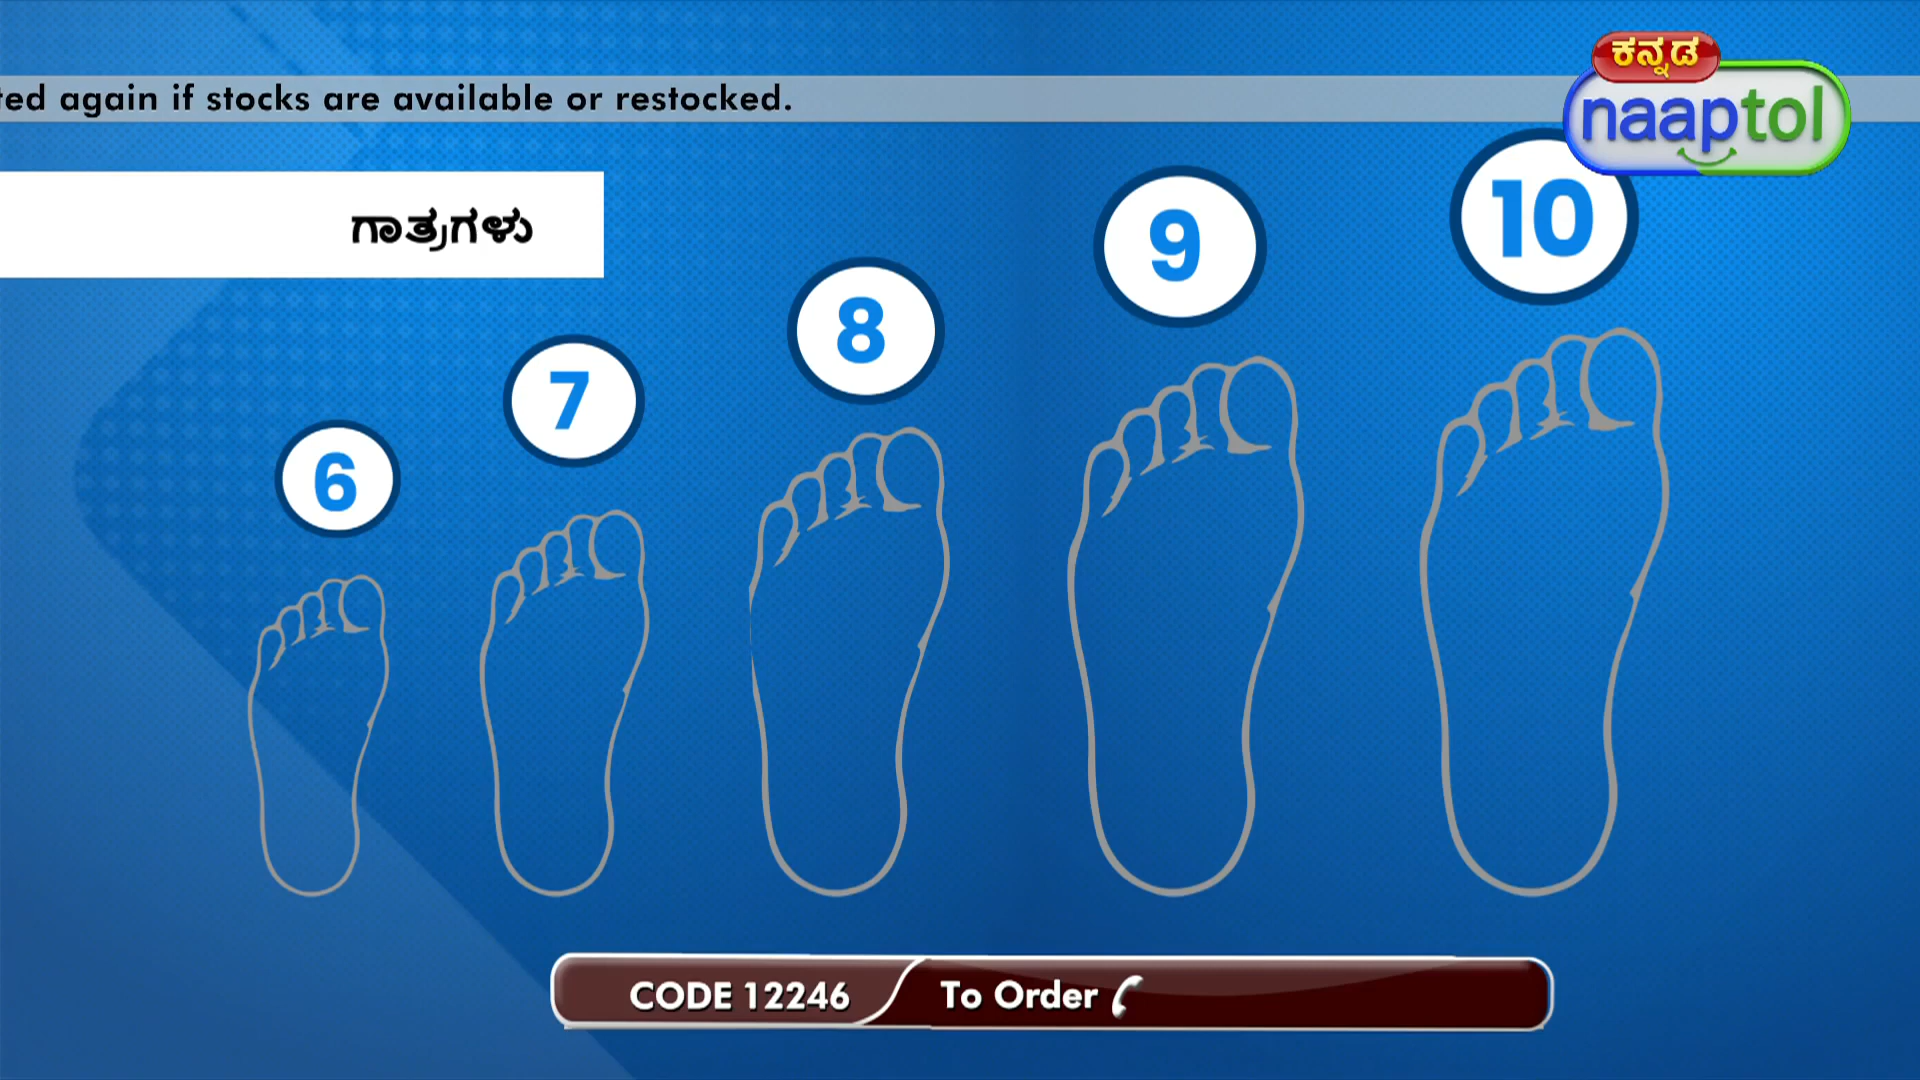 ted again if stocks are available or restocked.
ಕನ್ನಡ
naaptol
ಗಾತ್ರಗಳು
6
7
8
9
10
CODE 12246
To Order